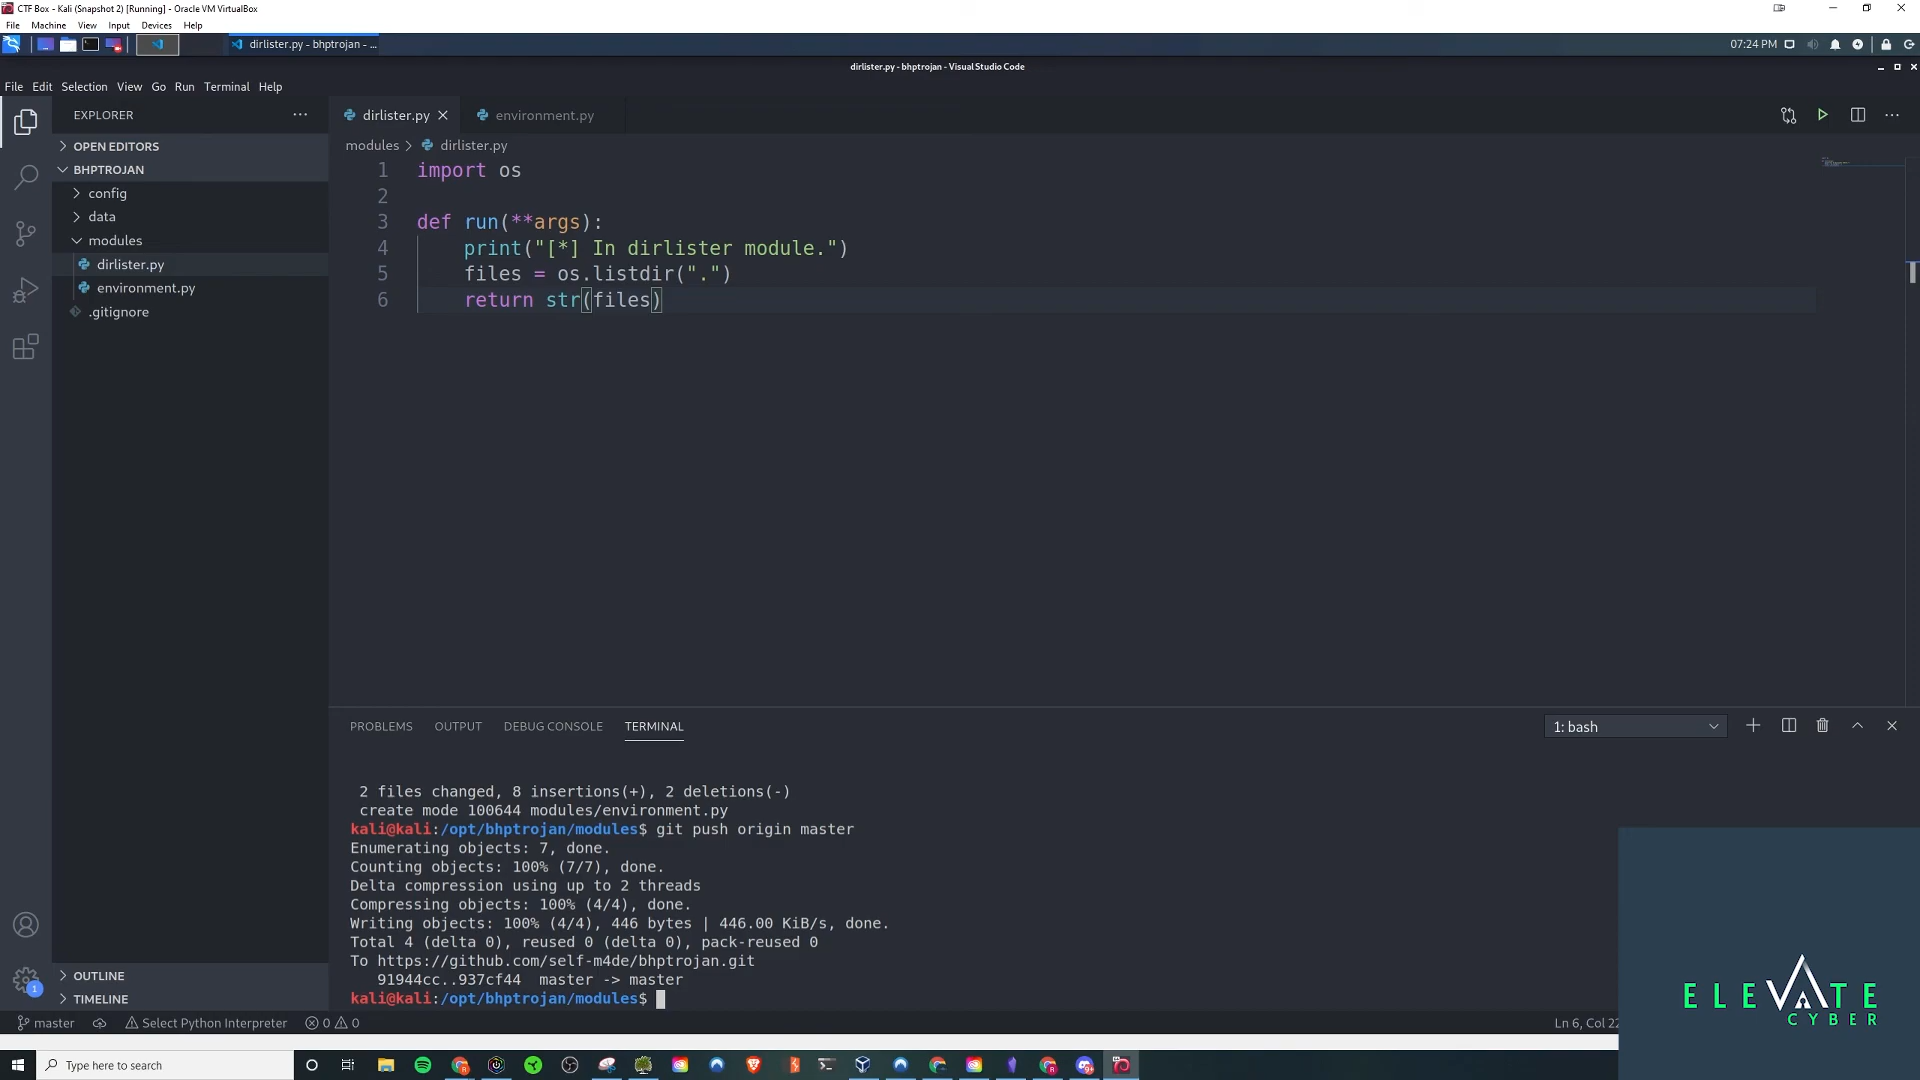 CTF Box - Kali (Snapshot 2) [Running] - Oracle VM VirtualBox
File Machine View Input Devices Help
dirlister.py - bhptrojan - ...
07:24 PM
dirlister.py - bhptrojan - Visual Studio Code
File Edit Selection View Go Run Terminal Help
EXPLORER
OPEN EDITORS
BHPTROJAN
config
data
modules
dirlister.py
environment.py
.gitignore
OUTLINE
TIMELINE
dirlister.py environment.py
modules > dirlister.py
1 import os
2
3 def run(**args):
4 print("[*] In dirlister module.")
5 files = os.listdir(".")
6 return str(files)
PROBLEMS OUTPUT DEBUG CONSOLE TERMINAL
1: bash
2 files changed, 8 insertions(+), 2 deletions(-)
create mode 100644 modules/environment.py
kali@kali:/opt/bhptrojan/modules$ git push origin master
Enumerating objects: 7, done.
Counting objects: 100% (7/7), done.
Delta compression using up to 2 threads
Compressing objects: 100% (4/4), done.
Writing objects: 100% (4/4), 446 bytes | 446.00 KiB/s, done.
Total 4 (delta 0), reused 0 (delta 0), pack-reused 0
To https://github.com/self-m4de/bhptrojan.git
91944cc..937cf44 master -> master
kali@kali:/opt/bhptrojan/modules$
1
master Select Python Interpreter 0 0
Ln 6, Col 22
ELEVATE
CYBER
Type here to search